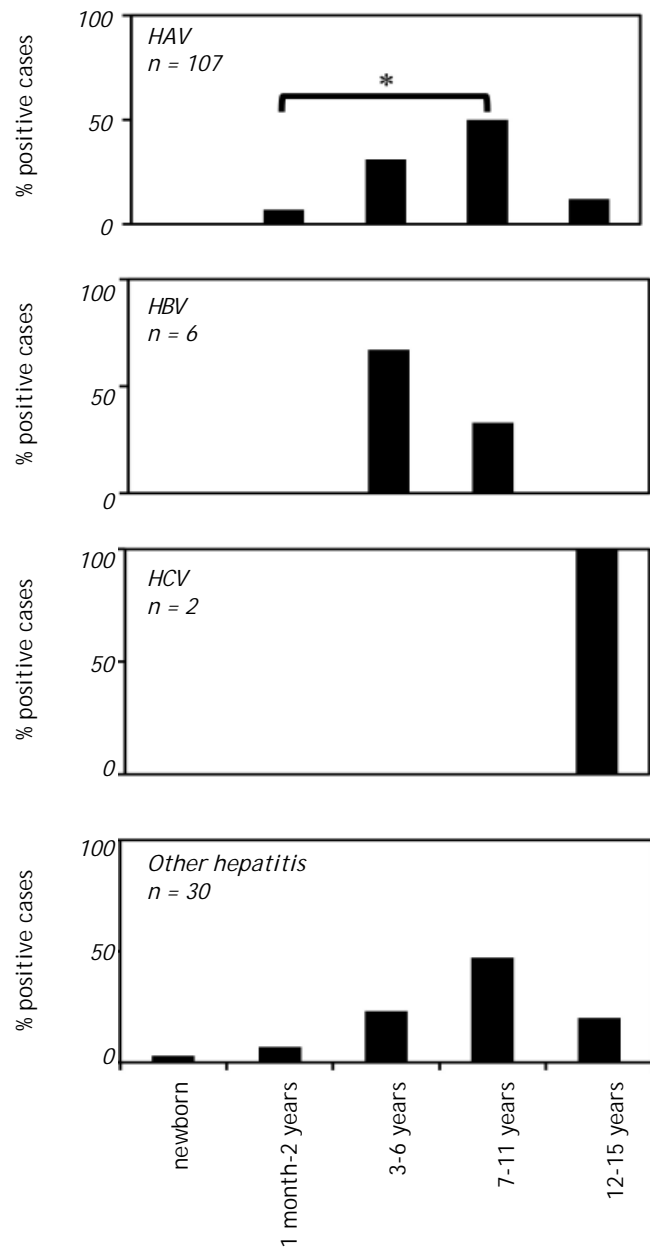 100
HAV
n = 107
*
50
0
% positive cases
100
HBV
n = 6
50
0
% positive cases
100
HCV
n = 2
50
0
% positive cases
100
Other hepatitis
n = 30
50
0
% positive cases
newborn
1 month-2 years
3-6 years
7-11 years
12-15 years